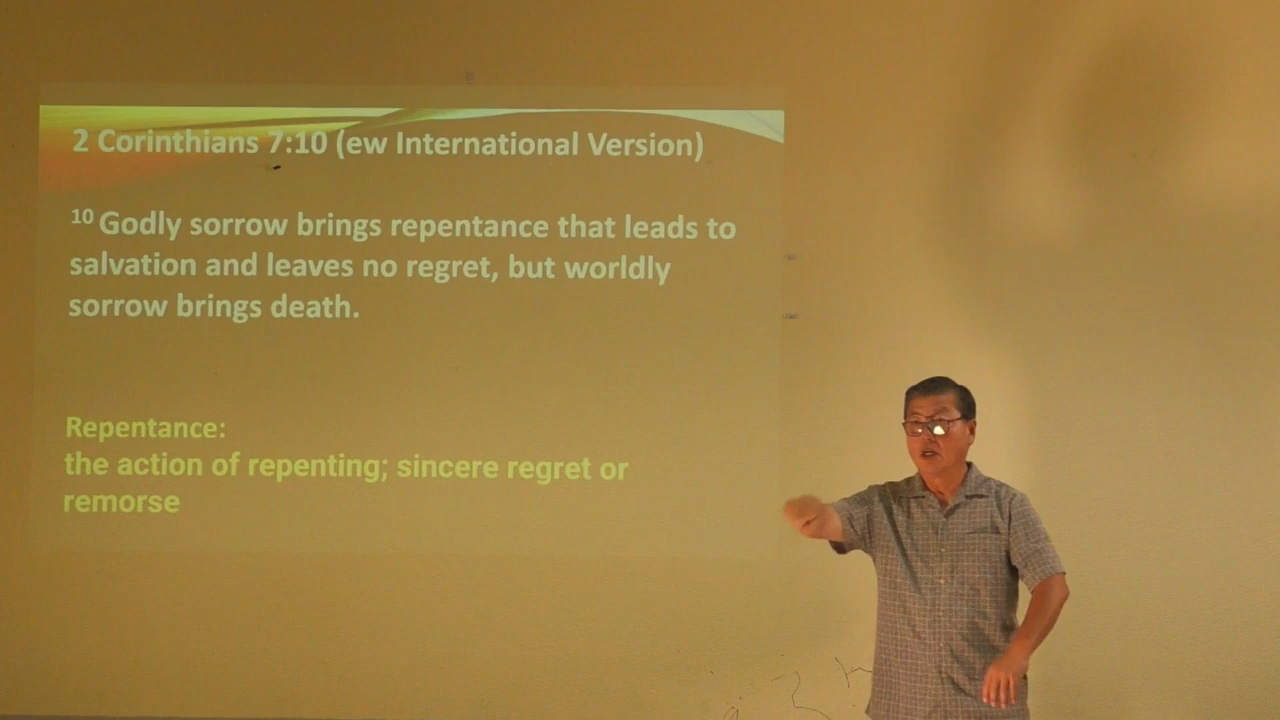 2 Corinthians 7:10 (ew International Version)
10 Godly sorrow brings repentance that leads to
salvation and leaves no regret, but worldly
sorrow brings death.
Repentance:
the action of repenting; sincere regret or
remorse